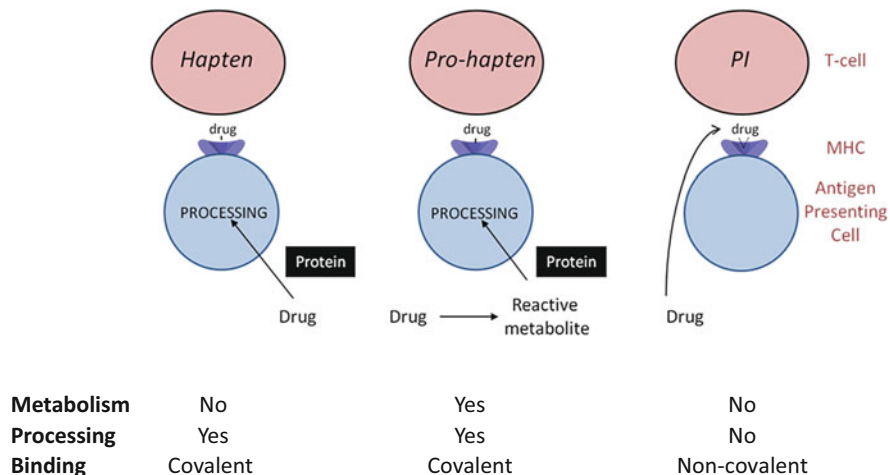 Hapten
Pro-hapten
PI
T-cell
drug
drug
drug
MHC
PROCESSING
PROCESSING
Antigen
Presenting
Cell
Protein
Protein
Drug
Drug
Reactive
metabolite
Drug
Metabolism No Yes No
Processing Yes Yes No
Binding Covalent Covalent Non-covalent